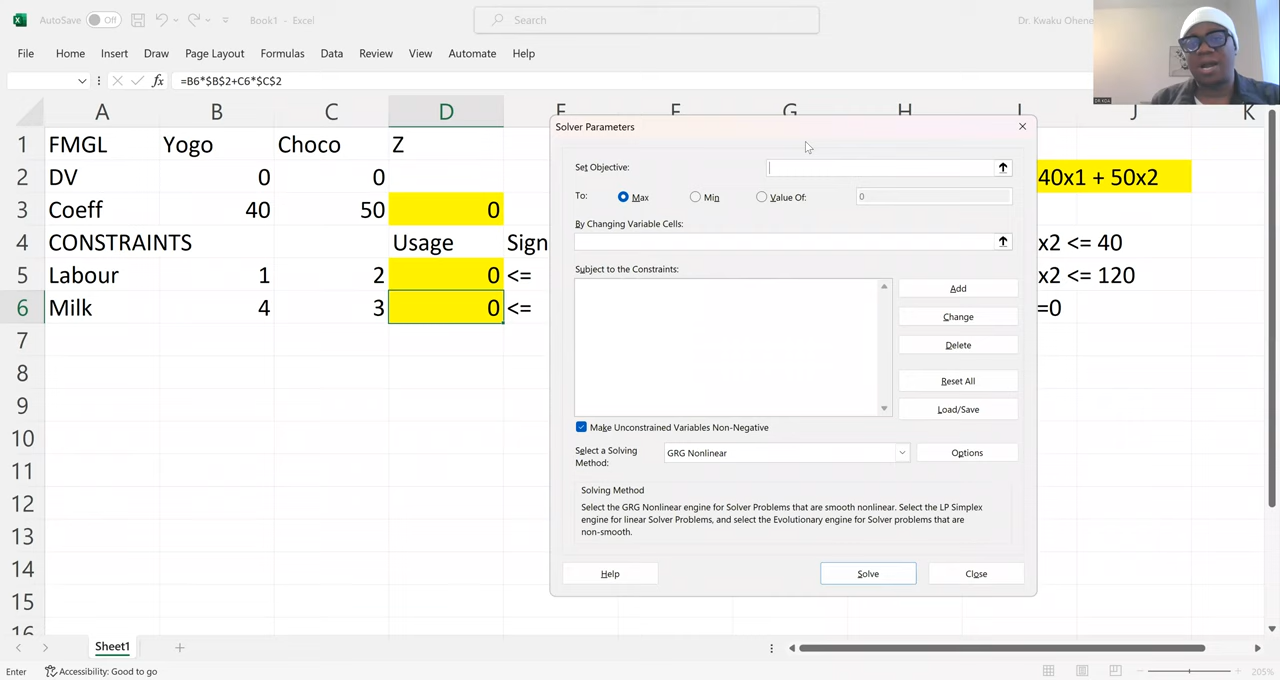 AutoSave Off Book1 - Excel Search Dr. Kwaku Ohene
File Home Insert Draw Page Layout Formulas Data Review View Automate Help
fx =B6*$B$2+C6*$C$2
A B C D E F G H I J K
1 FMGL Yogo Choco Z
2 DV 0 0 40x1 + 50x2
3 Coeff 40 50 0
4 CONSTRAINTS Usage Sign x2 <= 40
5 Labour 1 2 0 <= x2 <= 120
6 Milk 4 3 0 <= =0
7
8
9
10
11
12
13
14
15
16
Solver Parameters
Set Objective:
To: Max Min Value Of: 0
By Changing Variable Cells:
Subject to the Constraints:
Add
Change
Delete
Reset All
Load/Save
Make Unconstrained Variables Non-Negative
Select a Solving
Method:
GRG Nonlinear
Options
Solving Method
Select the GRG Nonlinear engine for Solver Problems that are smooth nonlinear. Select the LP Simplex
engine for linear Solver Problems, and select the Evolutionary engine for Solver problems that are
non-smooth.
Help Solve Close
Sheet1
Enter Accessibility: Good to go 205%